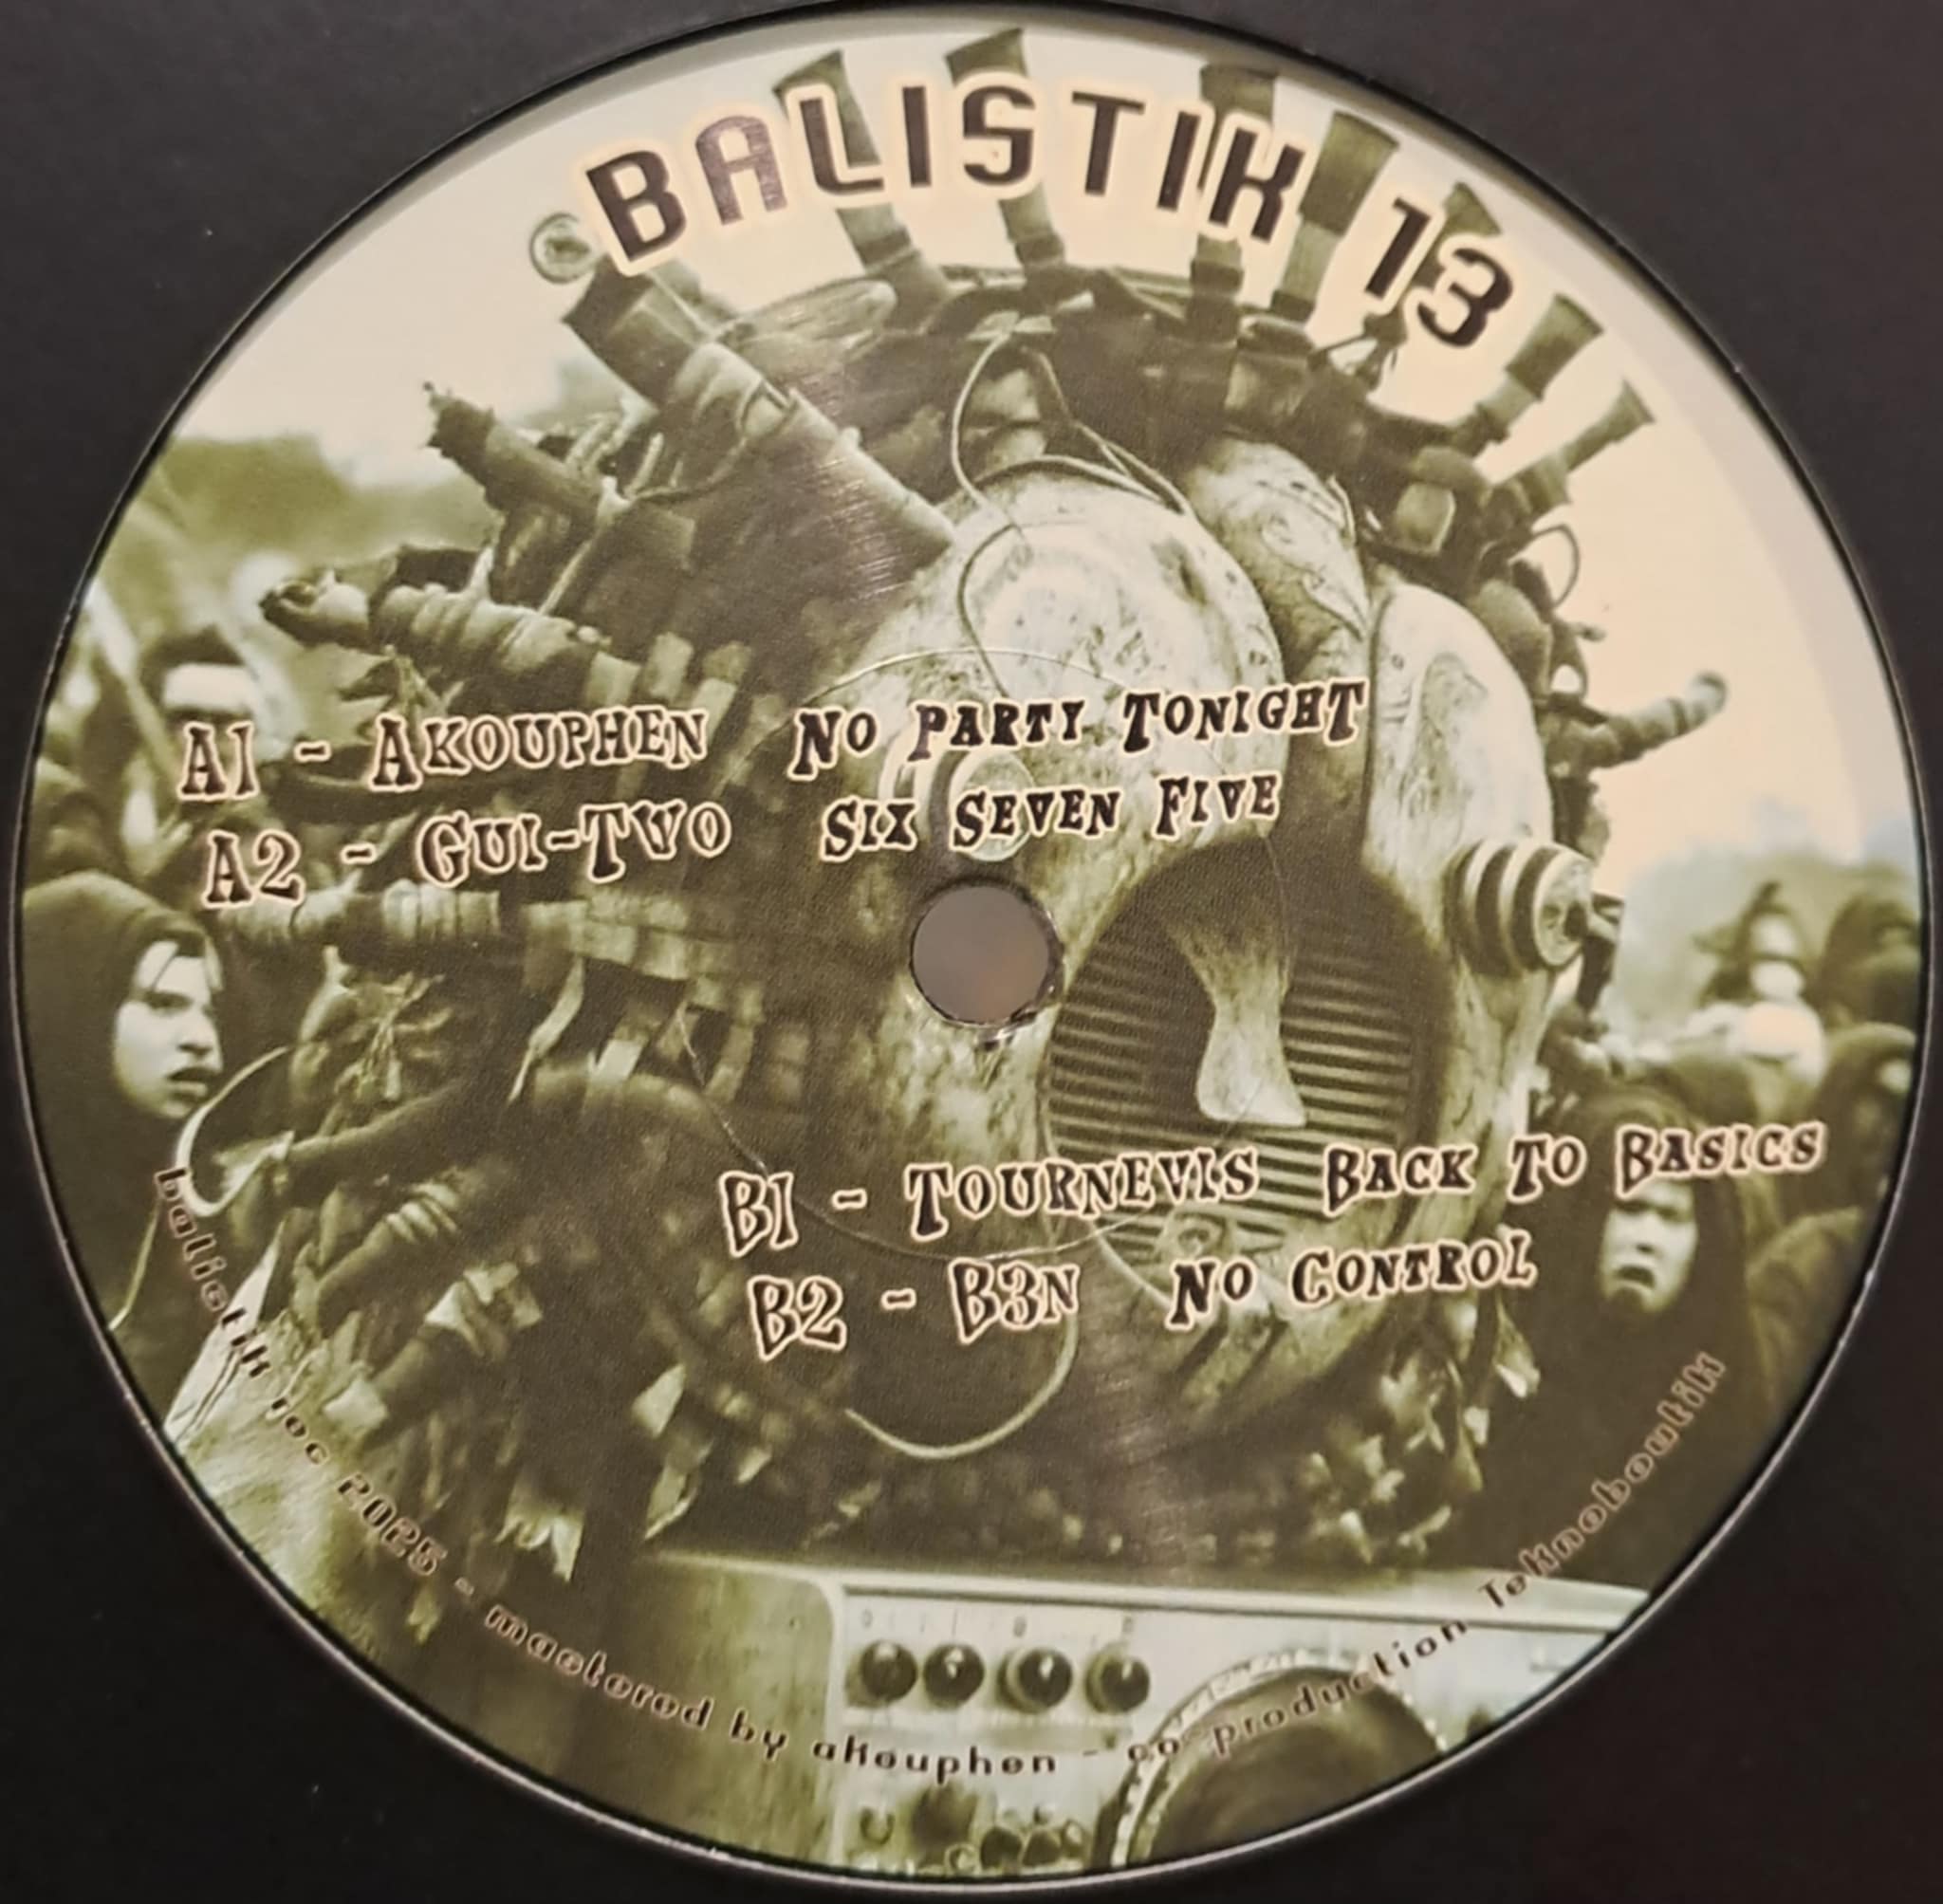 BALISTIK 13
A1 - Akouphen No Party Tonight
A2 - Gui-Two Six Seven Five
B1 - Tournevis Back To Basics
B2 - B3n No Control
balistik rec 2025 - mastered by akouphen - co production Teknoboutik